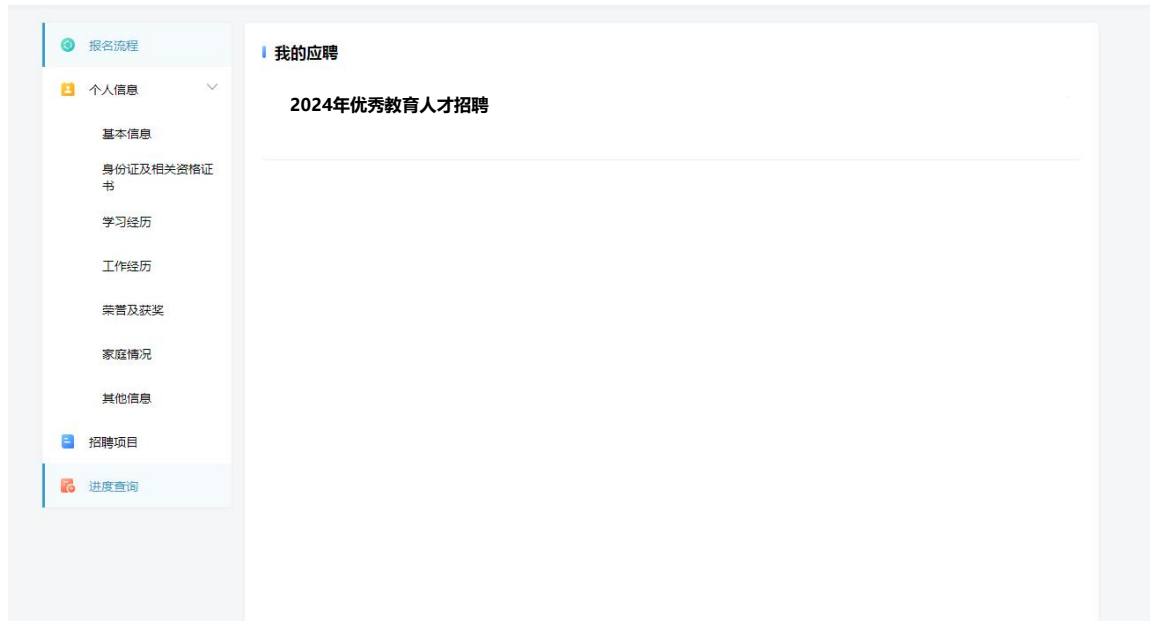 报名流程
个人信息
基本信息
身份证及相关资格证
书
学习经历
工作经历
荣誉及获奖
家庭情况
其他信息
招聘项目
进度查询
我的应聘
2024年优秀教育人才招聘